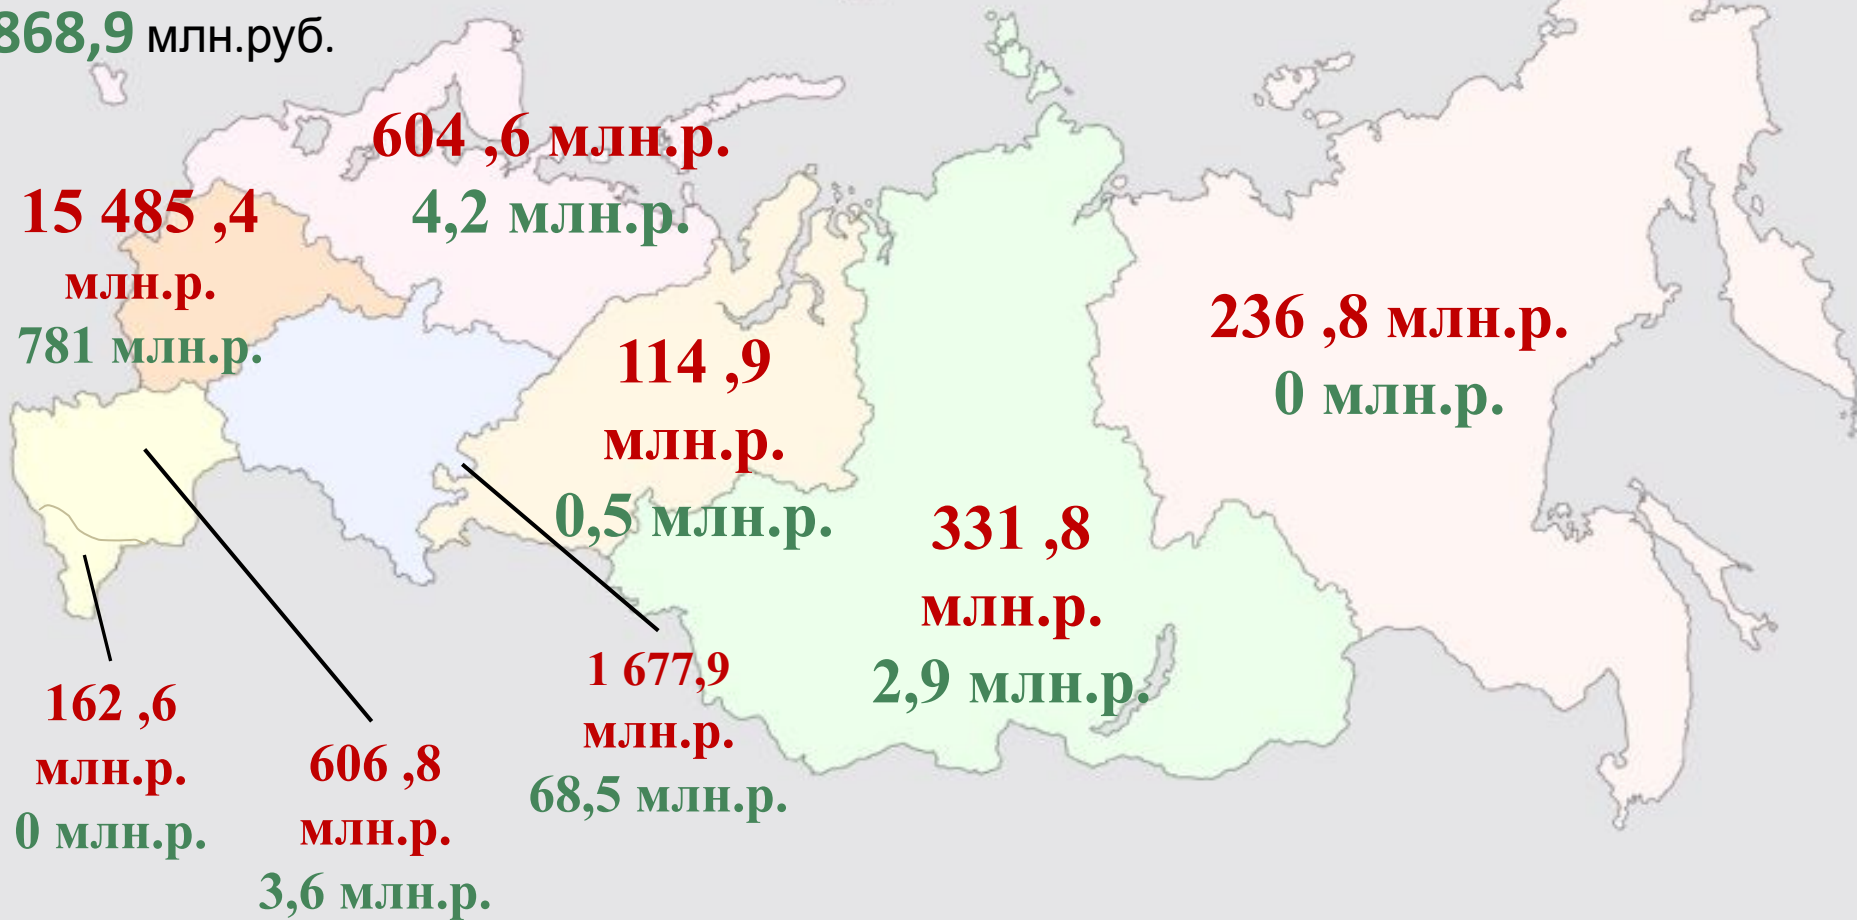 868,9 млн.руб.
604 ,6 млн.р.
4,2 млн.р.
15 485 ,4
млн.р.
781 млн.р.
114 ,9
млн.р.
0,5 млн.р.
236 ,8 млн.р.
0 млн.р.
331 ,8
млн.р.
2,9 млн.р.
162 ,6
млн.р.
0 млн.р.
606 ,8
млн.р.
3,6 млн.р.
1 677,9
млн.р.
68,5 млн.р.